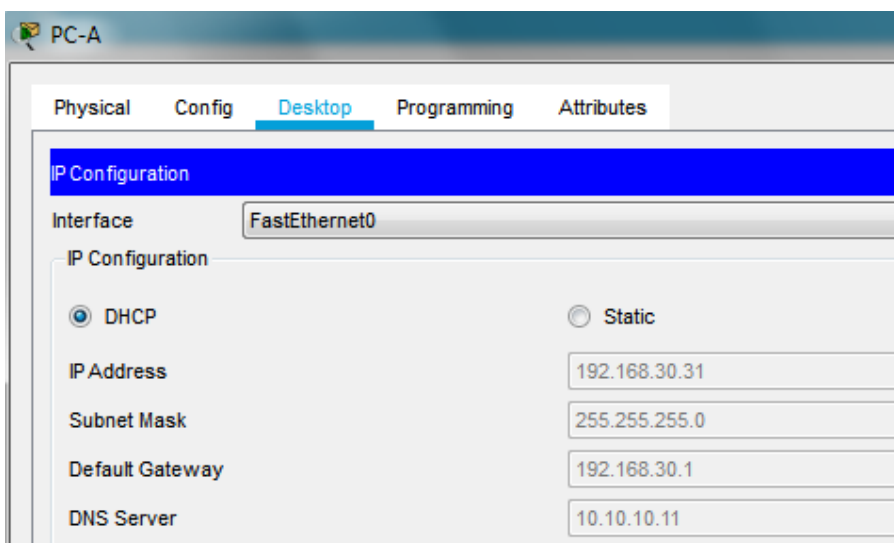 PC-A
Physical Config Desktop Programming Attributes
IP Configuration
Interface FastEthernet0
IP Configuration
DHCP Static
IP Address 192.168.30.31
Subnet Mask 255.255.255.0
Default Gateway 192.168.30.1
DNS Server 10.10.10.11